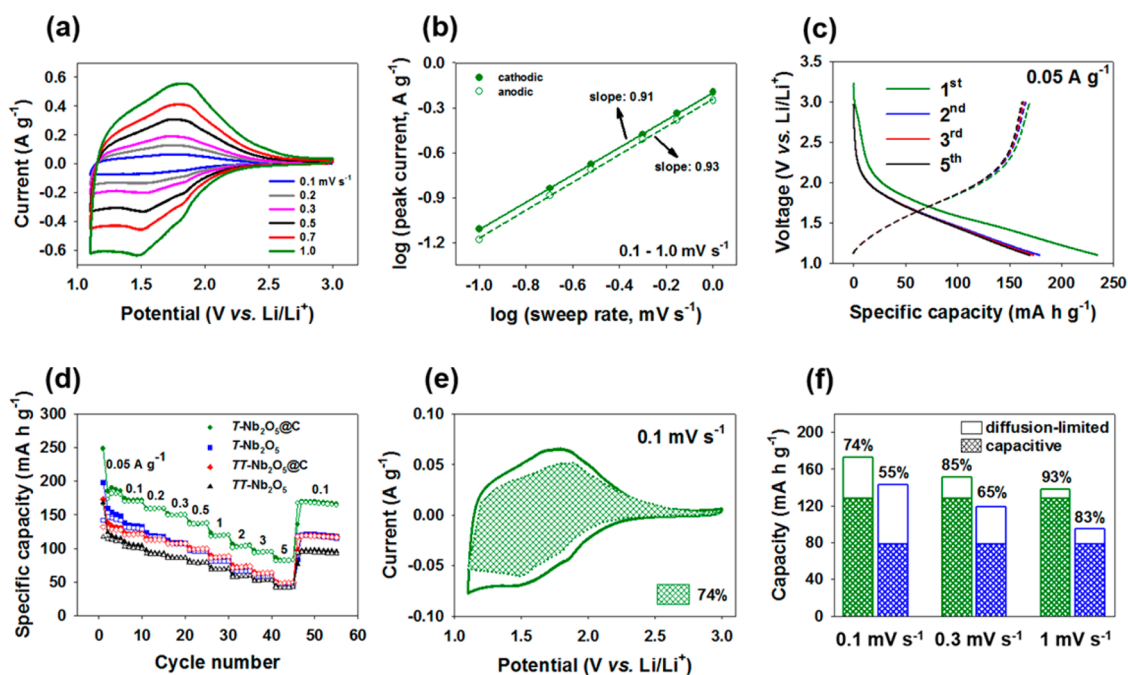 (a)
Current (A g⁻¹)
0.6
0.4
0.2
0.0
-0.2
-0.4
-0.6
0.1 mV s⁻¹
0.2
0.3
0.5
0.7
1.0
1.0
1.5
2.0
2.5
3.0
Potential (V vs. Li/Li⁺)
(b)
log (peak current, A g⁻¹)
0.0
-0.3
-0.6
-0.9
-1.2
cathodic
anodic
slope: 0.91
slope: 0.93
0.1 - 1.0 mV s⁻¹
-1.0
-0.8
-0.6
-0.4
-0.2
0.0
log (sweep rate, mV s⁻¹)
(c)
Voltage (V vs. Li/Li⁺)
4.0
3.0
2.0
1.0
0.05 A g⁻¹
1ˢᵗ
2ⁿᵈ
3ʳᵈ
5ᵗʰ
0
50
100
150
200
250
Specific capacity (mA h g⁻¹)
(d)
Specific capacity (mA h g⁻¹)
300
250
200
150
100
50
0
T-Nb₂O₅@C
T-Nb₂O₅
TT-Nb₂O₅@C
TT-Nb₂O₅
0.05 A g⁻¹
0.1
0.2
0.3
0.5
1
2
3
5
0.1
0
10
20
30
40
50
60
Cycle number
(e)
Current (A g⁻¹)
0.10
0.05
0.00
-0.05
-0.10
0.1 mV s⁻¹
74%
1.0
1.5
2.0
2.5
3.0
Potential (V vs. Li/Li⁺)
(f)
Capacity (mA h g⁻¹)
200
160
120
80
40
0
diffusion-limited
capacitive
74%
55%
85%
65%
93%
83%
0.1 mV s⁻¹
0.3 mV s⁻¹
1 mV s⁻¹